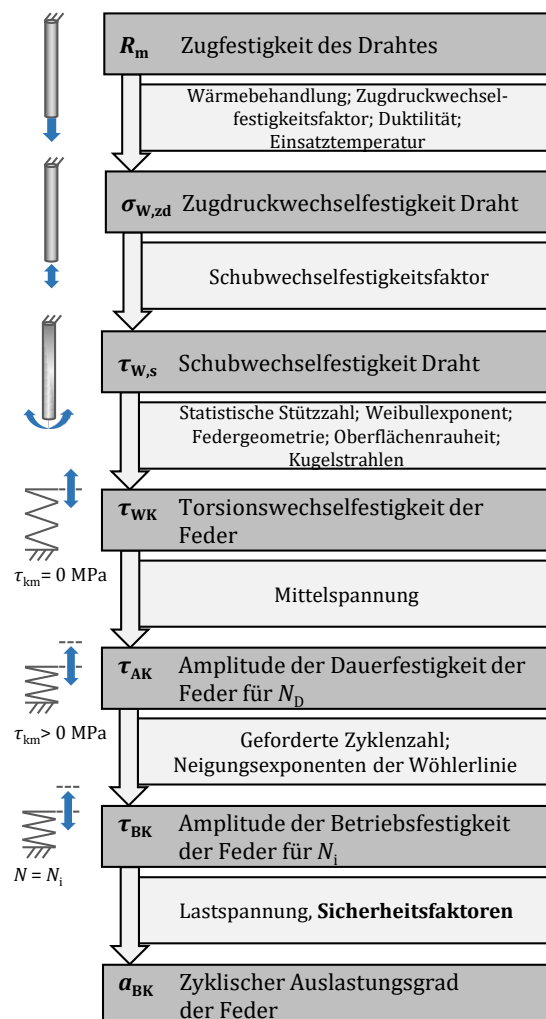 R_m Zugfestigkeit des Drahtes
Wärmebehandlung; Zugdruckwechsel-
festigkeitsfaktor; Duktilität;
Einsatztemperatur
σ_W,zd Zugdruckwechselfestigkeit Draht
Schubwechselfestigkeitsfaktor
τ_W,s Schubwechselfestigkeit Draht
Statistische Stützzahl; Weibullexponent;
Federgeometrie; Oberflächenrauheit;
Kugelstrahlen
τ_WK Torsionswechselfestigkeit der
Feder
τ_km = 0 MPa
Mittelspannung
τ_AK Amplitude der Dauerfestigkeit der
Feder für N_D
τ_km > 0 MPa
Geforderte Zyklenzahl;
Neigungsexponenten der Wöhlerlinie
τ_BK Amplitude der Betriebsfestigkeit
der Feder für N_i
N = N_i
Lastspannung, Sicherheitsfaktoren
a_BK Zyklischer Auslastungsgrad
der Feder